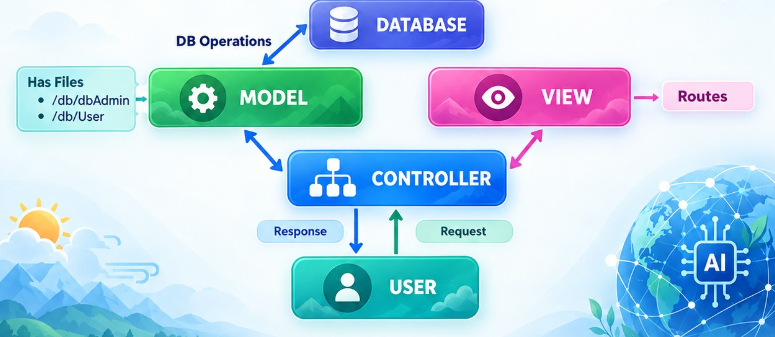 DATABASE
DB Operations
Has Files
• /db/dbAdmin
• /db/User
MODEL
VIEW
Routes
CONTROLLER
Response
Request
USER
AI